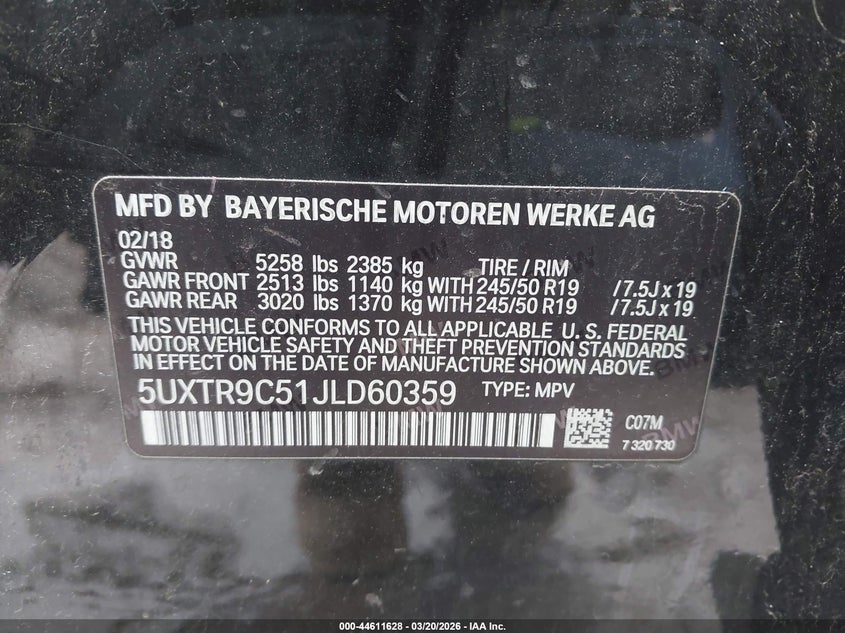 MFD BY BAYERISCHE MOTOREN WERKE AG
02/18
GVWR 5258 lbs 2385 kg TIRE / RIM
GAWR FRONT 2513 lbs 1140 kg WITH 245/50 R19 /7.5J x 19
GAWR REAR 3020 lbs 1370 kg WITH 245/50 R19 /7.5J x 19
THIS VEHICLE CONFORMS TO ALL APPLICABLE U. S. FEDERAL
MOTOR VEHICLE SAFETY AND THEFT PREVENTION STANDARDS
IN EFFECT ON THE DATE OF MANUFACTURE SHOWN ABOVE.
5UXTR9C51JLD60359 TYPE: MPV
C07M
7 320 730
000-44611628 - 03/20/2026 - IAA Inc.